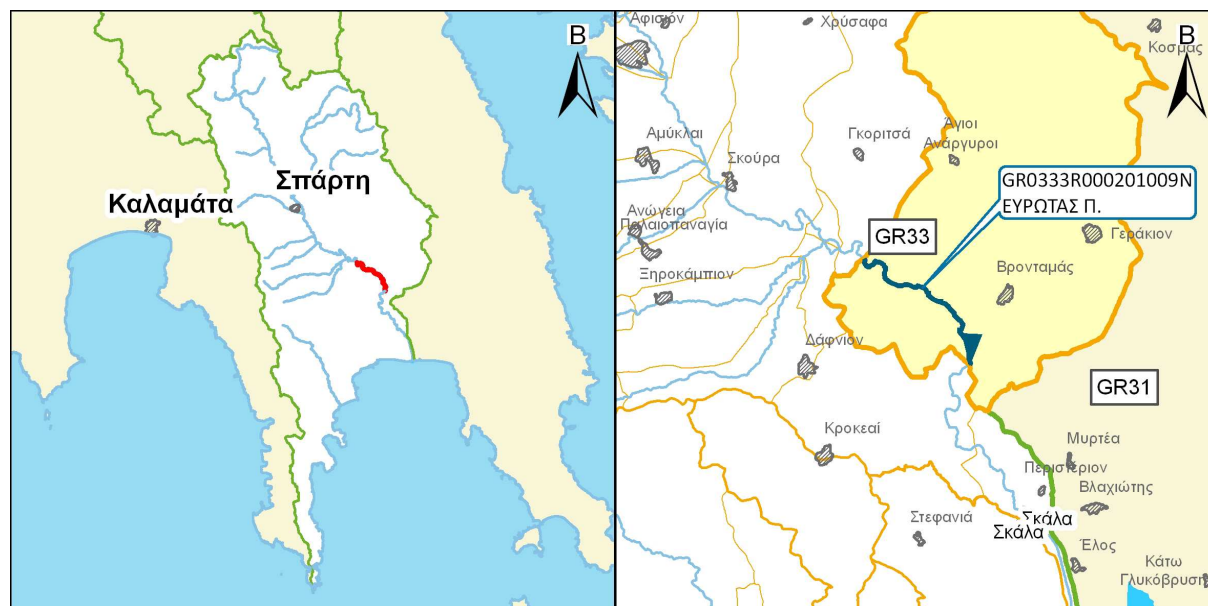 Β
Σπάρτη
Καλαμάτα
Αφισιόν
Χρύσαφα
Β
Κοσμάς
Αμύκλαι
Γκοριτσά
Άγιοι
Ανάργυροι
Σκούρα
GR0333R000201009N
ΕΥΡΩΤΑΣ Π.
Ανώγεια
Παλαιοπαναγία
GR33
Γεράκιον
Ξηροκάμπιον
Βρονταμάς
Δάφνιον
GR31
Κροκεαί
Μυρτέα
Περιστέριον
Βλαχιώτης
Στεφανιά
Σκάλα
Σκάλα
Έλος
Κάτω
Γλυκόβρυση